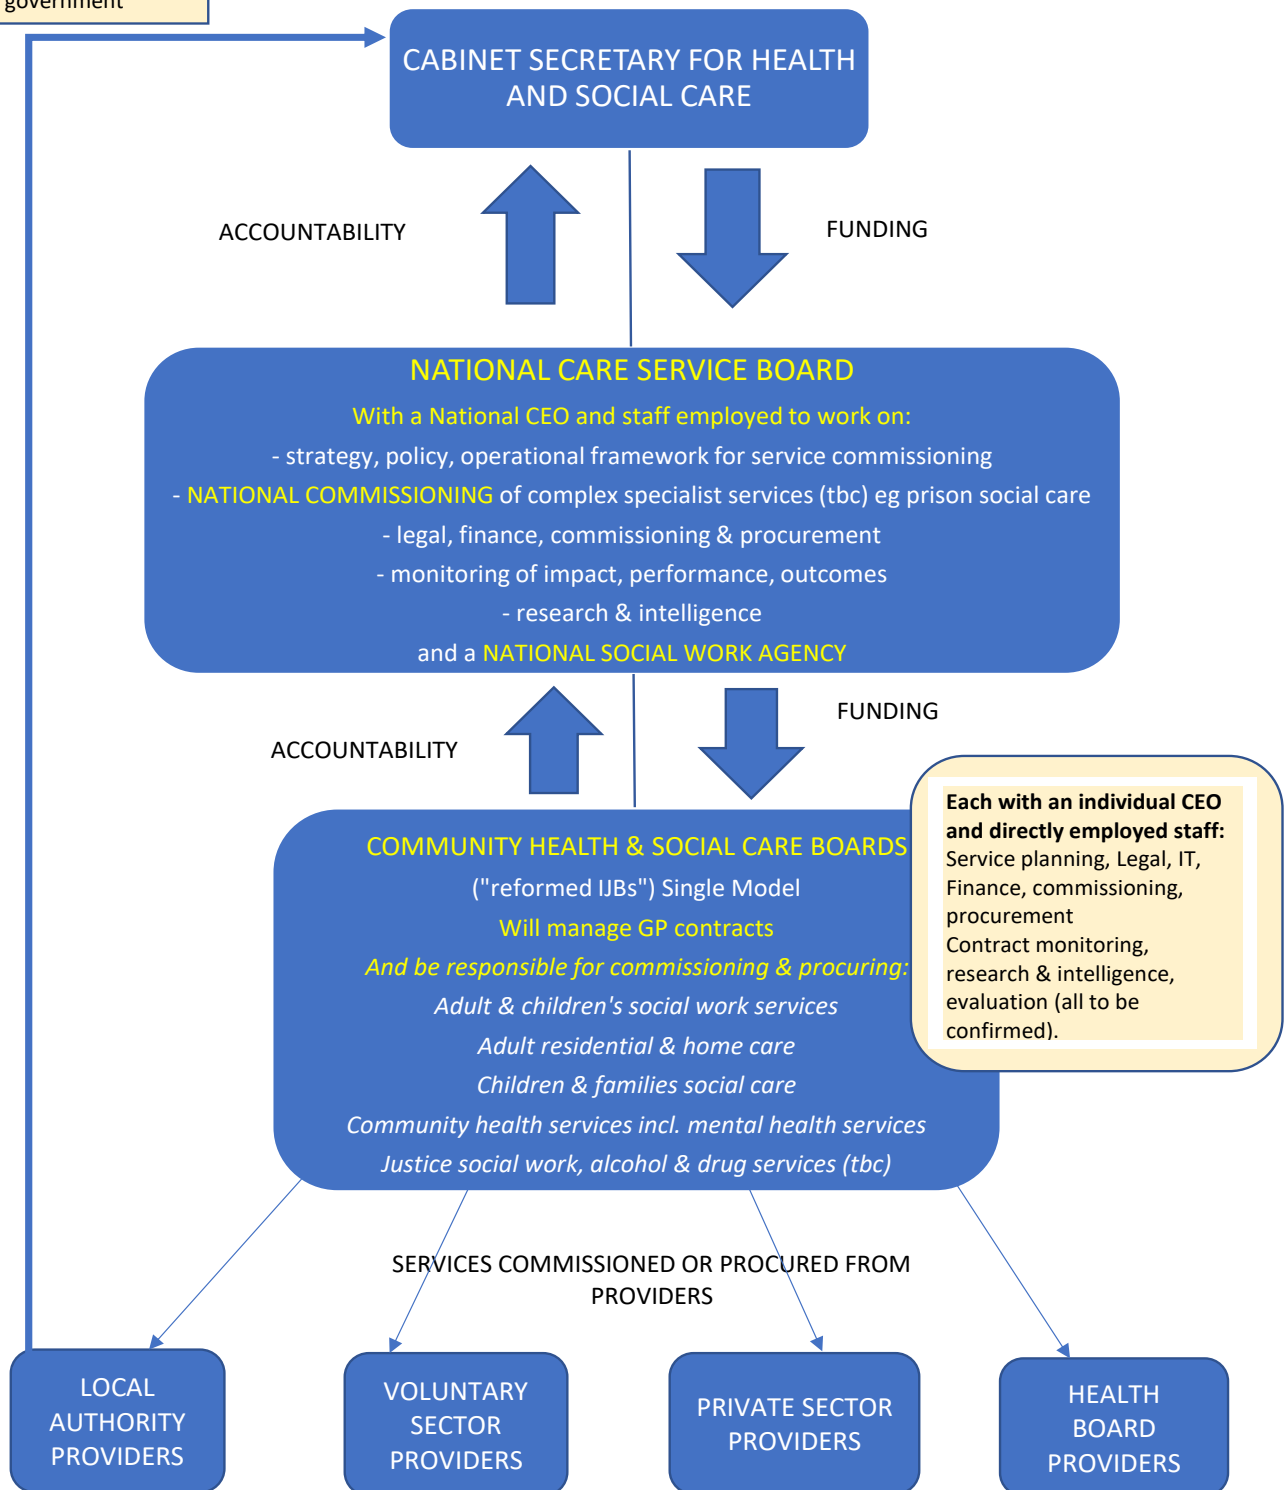 government
CABINET SECRETARY FOR HEALTH
AND SOCIAL CARE
ACCOUNTABILITY
FUNDING
NATIONAL CARE SERVICE BOARD
With a National CEO and staff employed to work on:
- strategy, policy, operational framework for service commissioning
- NATIONAL COMMISSIONING of complex specialist services (tbc) eg prison social care
- legal, finance, commissioning & procurement
- monitoring of impact, performance, outcomes
- research & intelligence
and a NATIONAL SOCIAL WORK AGENCY
ACCOUNTABILITY
FUNDING
COMMUNITY HEALTH & SOCIAL CARE BOARDS
("reformed IJBs") Single Model
Will manage GP contracts
And be responsible for commissioning & procuring:
Adult & children's social work services
Adult residential & home care
Children & families social care
Community health services incl. mental health services
Justice social work, alcohol & drug services (tbc)
Each with an individual CEO
and directly employed staff:
Service planning, Legal, IT,
Finance, commissioning,
procurement
Contract monitoring,
research & intelligence,
evaluation (all to be
confirmed).
SERVICES COMMISSIONED OR PROCURED FROM
PROVIDERS
LOCAL
AUTHORITY
PROVIDERS
VOLUNTARY
SECTOR
PROVIDERS
PRIVATE SECTOR
PROVIDERS
HEALTH
BOARD
PROVIDERS